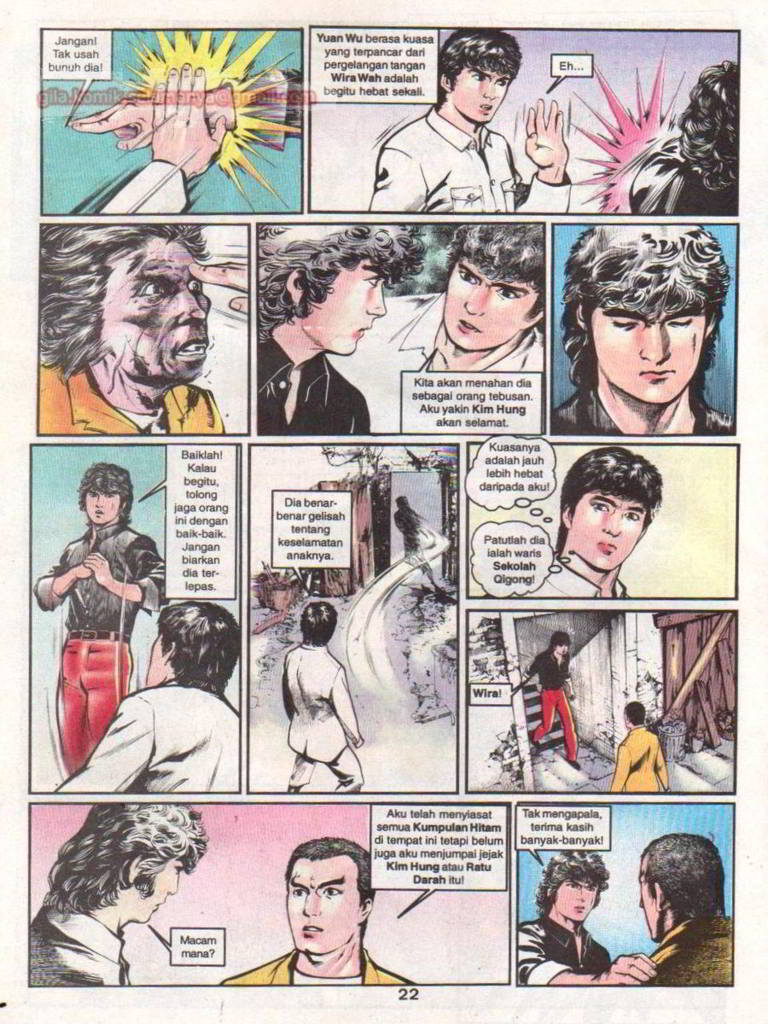 Jangan!
Tak usah
bunuh dia!
Yuan Wu berasa kuasa
yang terpancar dari
pergelangan tangan
Wira Wah adalah
begitu hebat sekali.
Eh...
Kita akan menahan dia
sebagai orang tebusan.
Aku yakin Kim Hung
akan selamat.
Baiklah!
Kalau
begitu,
tolong
jaga orang
ini dengan
baik-baik.
Jangan
biarkan
dia ter-
lepas.
Dia benar-
benar gelisah
tentang
keselamatan
anaknya.
Kuasanya
adalah jauh
lebih hebat
daripada aku!
Patutlah dia
ialah waris
Sekolah
Qigong!
Wira!
Macam
mana?
Aku telah menyiasat
semua Kumpulan Hitam
di tempat ini tetapi belum
juga aku menjumpai jejak
Kim Hung atau Ratu
Darah itu!
Tak mengapala,
terima kasih
banyak-banyak!
22